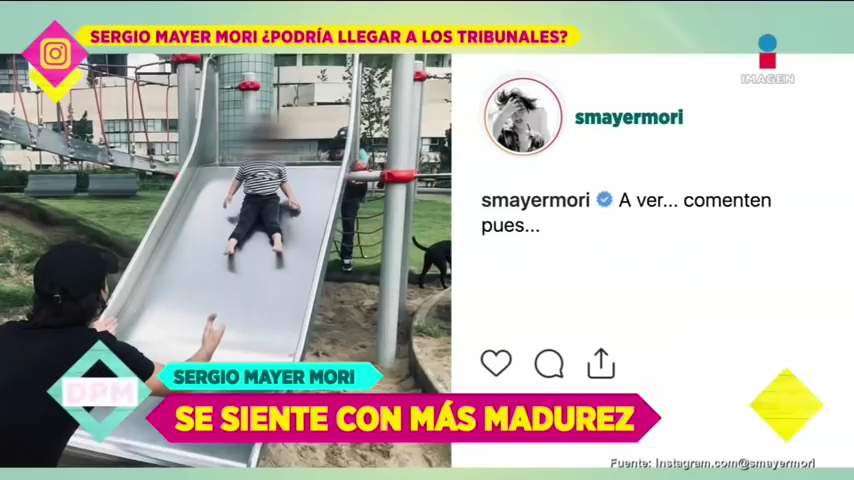 SERGIO MAYER MORI ¿PODRÍA LLEGAR A LOS TRIBUNALES?
IMAGEN
smayermori
smayermori A ver... comenten
pues...
DPM
SERGIO MAYER MORI
SE SIENTE CON MÁS MADUREZ
Fuente: Instagram.com@smayermori